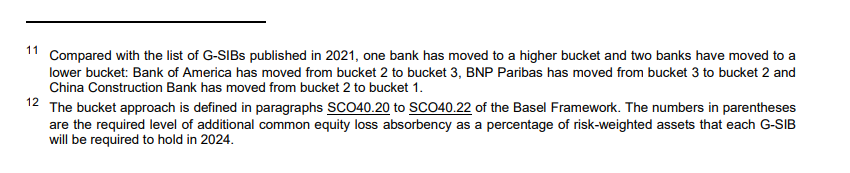 11 Compared with the list of G-SIBs published in 2021, one bank has moved to a higher bucket and two banks have moved to a
lower bucket: Bank of America has moved from bucket 2 to bucket 3, BNP Paribas has moved from bucket 3 to bucket 2 and
China Construction Bank has moved from bucket 2 to bucket 1.
12 The bucket approach is defined in paragraphs SCO40.20 to SCO40.22 of the Basel Framework. The numbers in parentheses
are the required level of additional common equity loss absorbency as a percentage of risk-weighted assets that each G-SIB
will be required to hold in 2024.